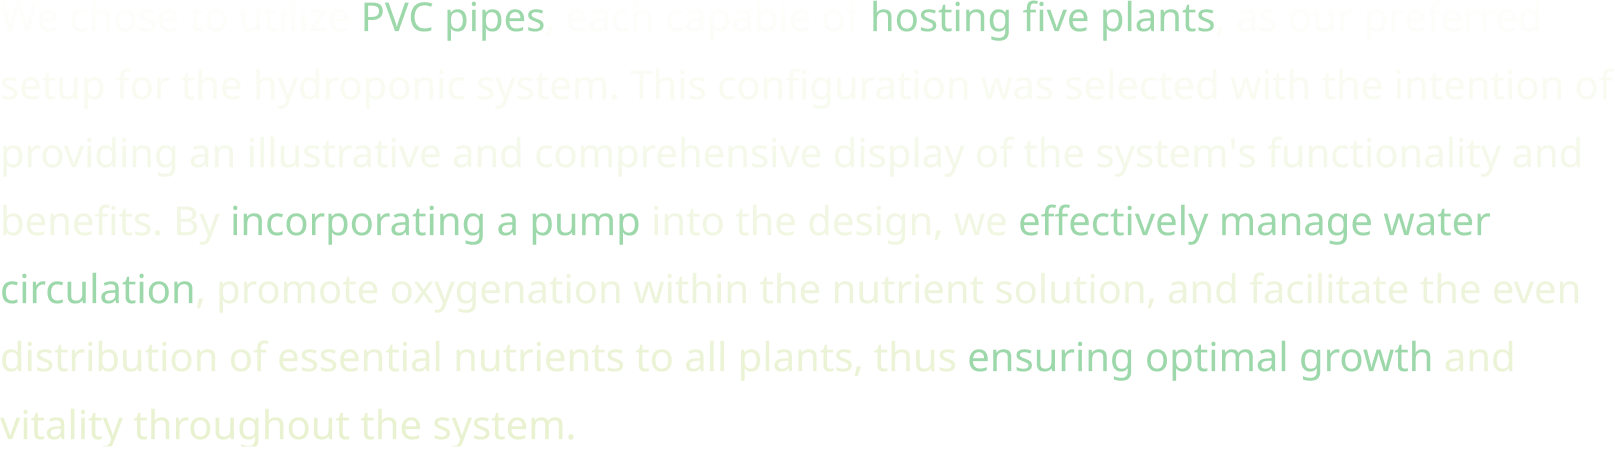 We chose to utilize PVC pipes, each capable of hosting five plants, as our preferred
setup for the hydroponic system. This configuration was selected with the intention of
providing an illustrative and comprehensive display of the system's functionality and
benefits. By incorporating a pump into the design, we effectively manage water
circulation, promote oxygenation within the nutrient solution, and facilitate the even
distribution of essential nutrients to all plants, thus ensuring optimal growth and
vitality throughout the system.